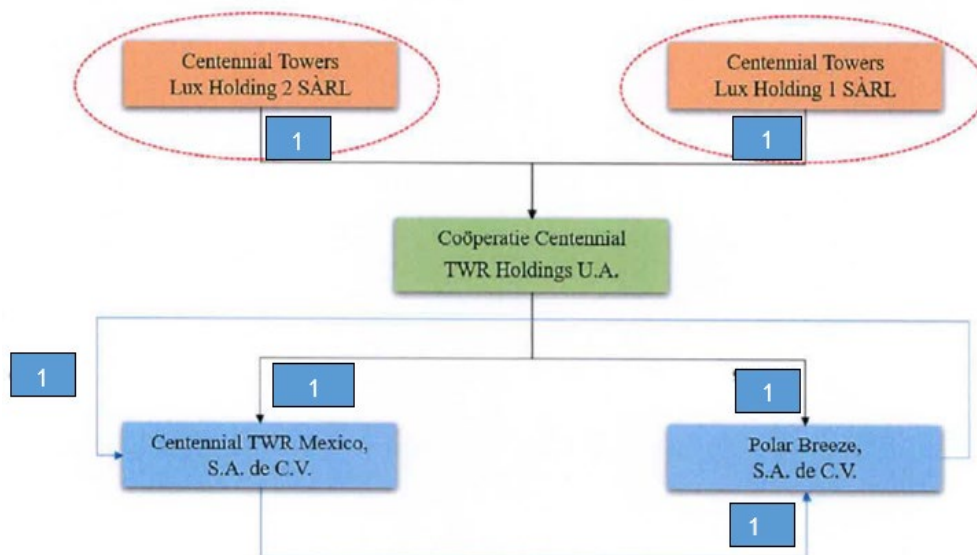 Centennial Towers
Lux Holding 2 SÀRL
Centennial Towers
Lux Holding 1 SÀRL
1
1
Coöperatie Centennial
TWR Holdings U.A.
1
1
1
Centennial TWR Mexico,
S.A. de C.V.
Polar Breeze,
S.A. de C.V.
1